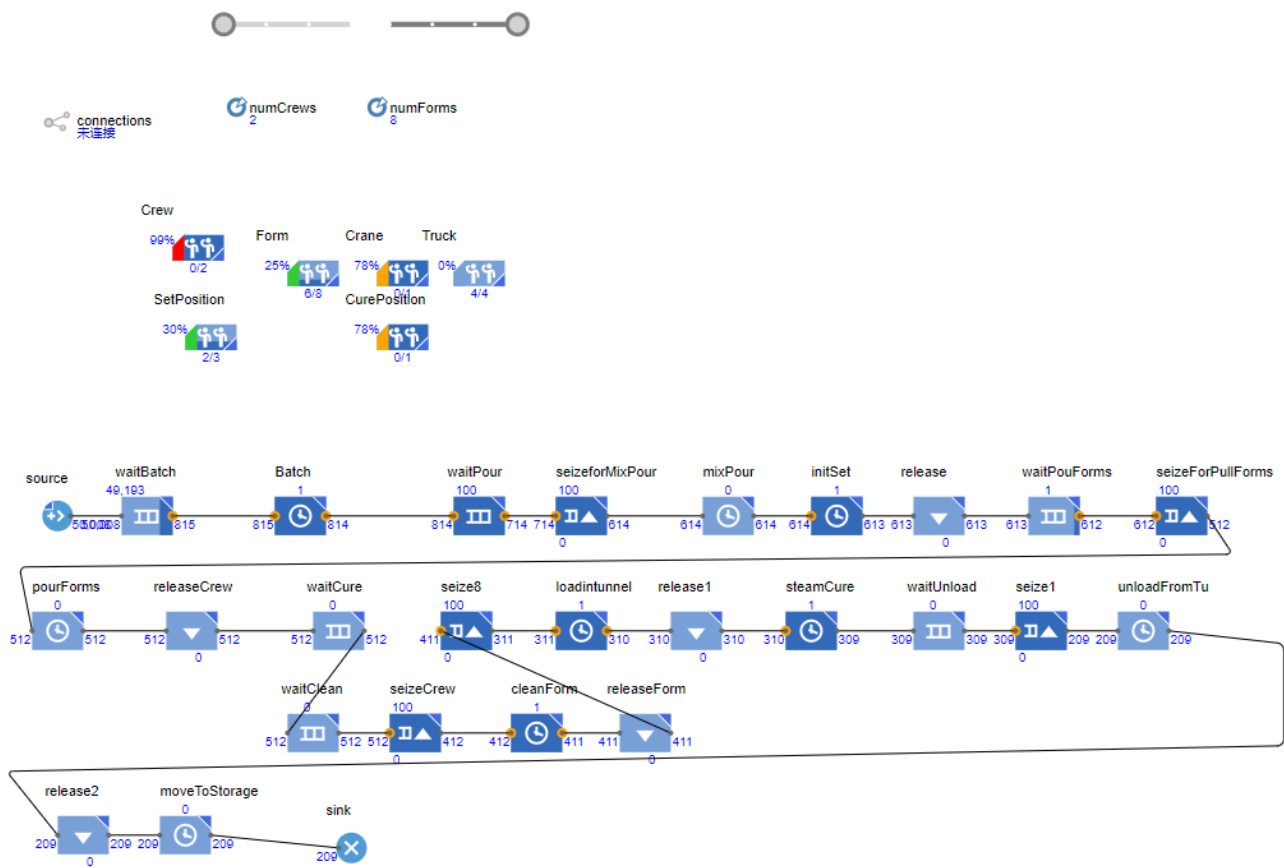 connections
未连接
numCrews
2
numForms
8
Crew
99%
0/2
Form
25%
6/8
Crane
78%
0/1
Truck
0%
4/4
SetPosition
30%
2/3
CurePosition
78%
0/1
source
waitBatch
49,193
815
Batch
1
815 814
waitPour
100
814 714
seizeforMixPour
100
714 614
0
mixPour
0
614 614
initSet
1
614 613
release
613 613
0
waitPouForms
1
613 612
seizeForPullForms
100
612 512
0
pourForms
0
512 512
releaseCrew
512 512
0
waitCure
0
512 512
seize8
100
411 311
0
loadintunnel
1
311 310
release1
310 310
0
steamCure
1
310 309
waitUnload
0
309 309
seize1
100
309 209
0
unloadFromTu
0
209 209
waitClean
0
512 512
seizeCrew
100
512 412
0
cleanForm
1
412 411
releaseForm
411 411
0
release2
209 209
0
moveToStorage
0
209 209
sink
209